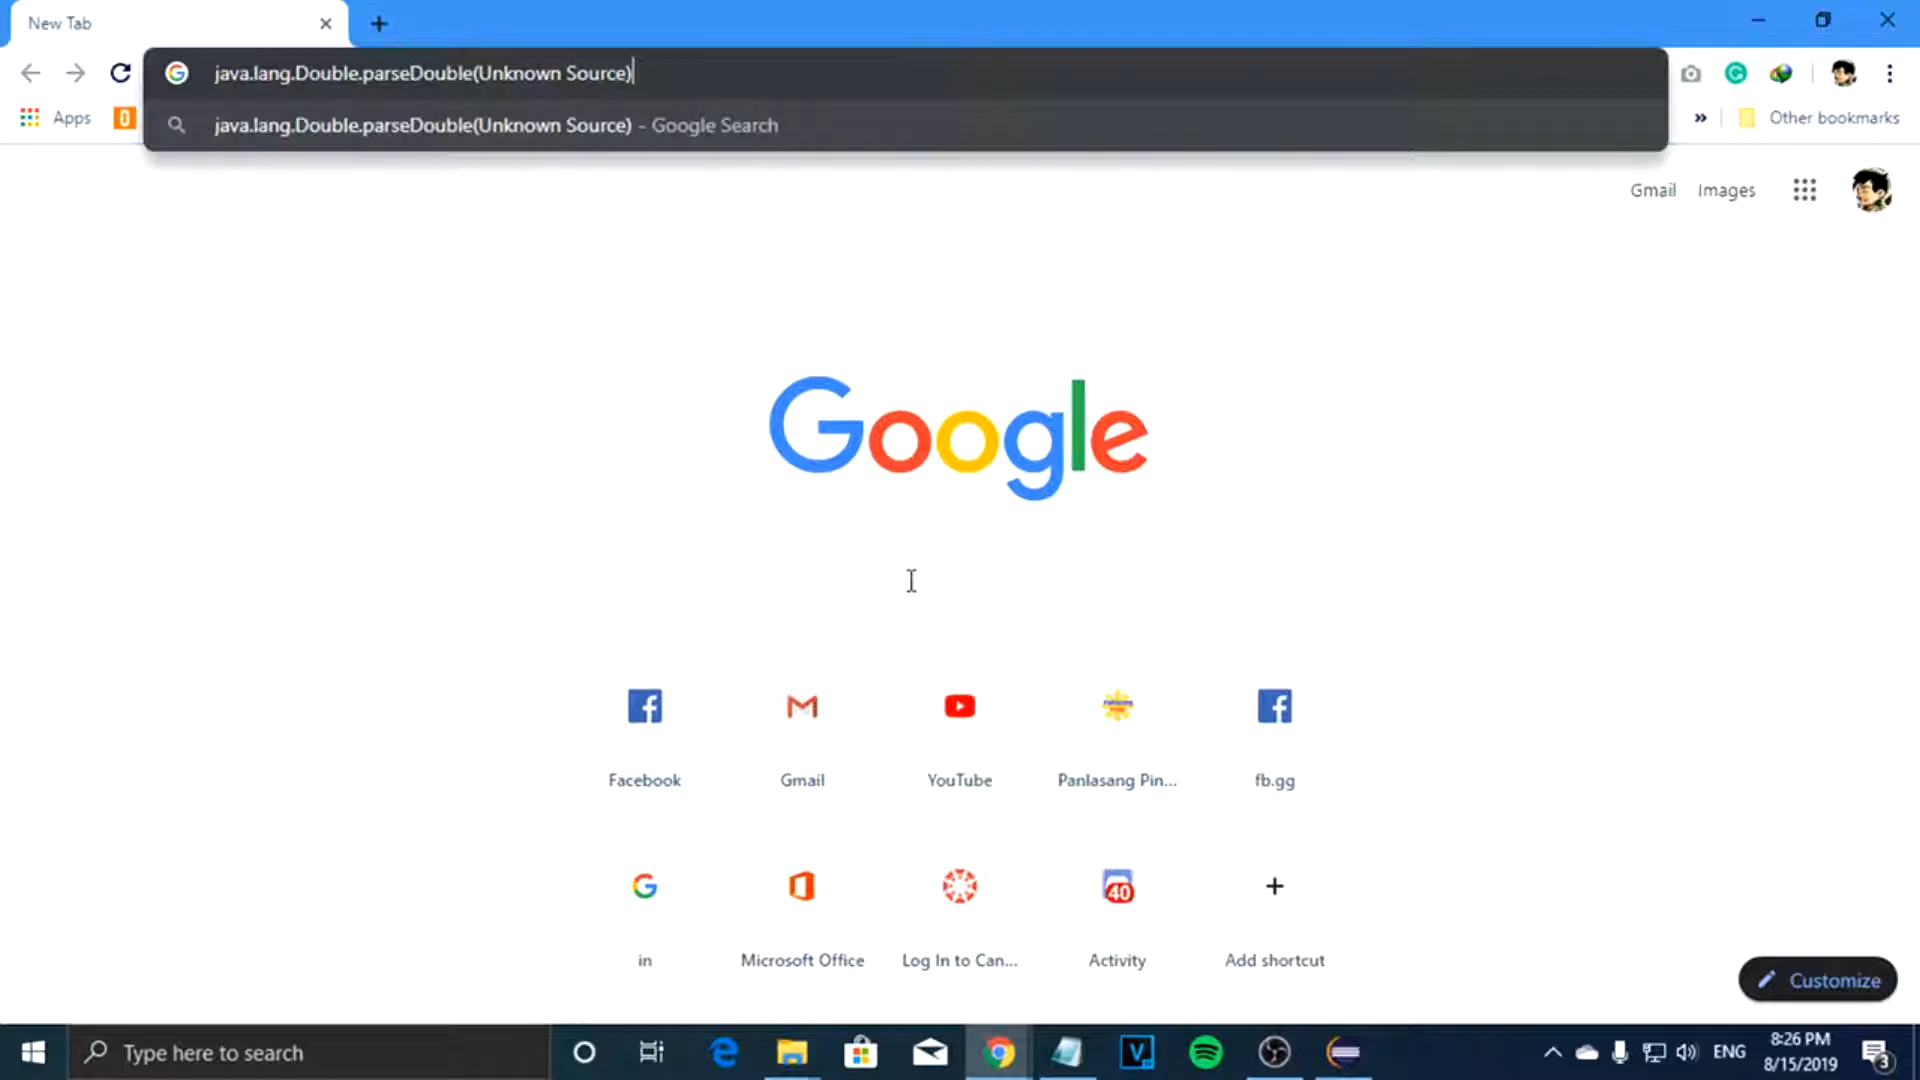 New Tab
java.lang.Double.parseDouble(Unknown Source)
Apps
java.lang.Double.parseDouble(Unknown Source) - Google Search
» Other bookmarks
Gmail Images
Google
Facebook Gmail YouTube Panlasang Pin... fb.gg
40
in Microsoft Office Log In to Can... Activity Add shortcut
Customize
Type here to search
ENG
8:26 PM
8/15/2019
3